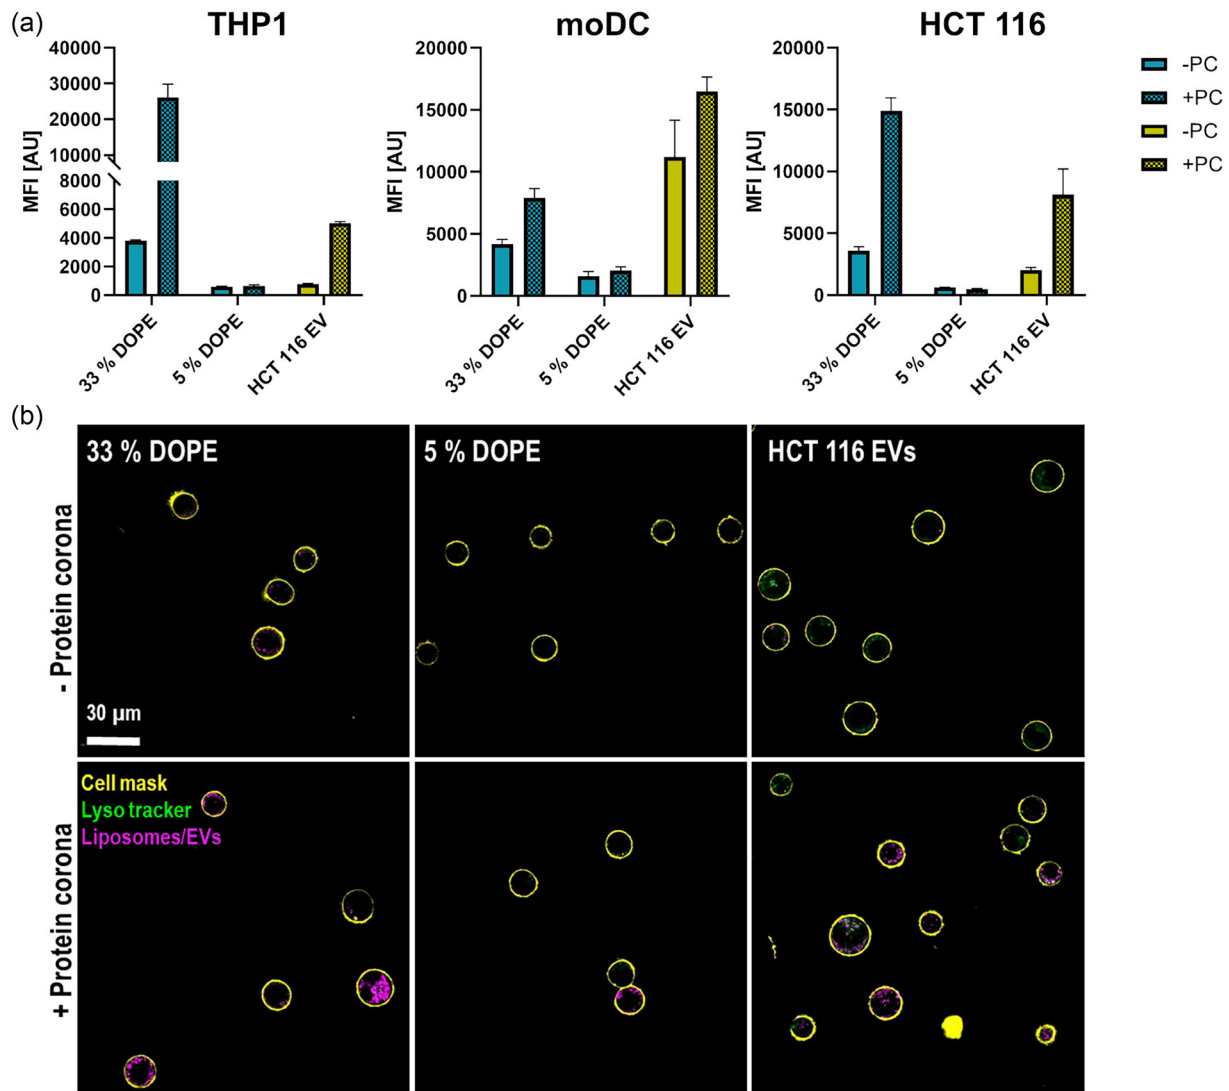 (a)
THP1
moDC
HCT 116
MFI [AU]
40000
30000
20000
10000
8000
6000
4000
2000
0
33 % DOPE
5 % DOPE
HCT 116 EV
MFI [AU]
20000
15000
10000
5000
0
33 % DOPE
5 % DOPE
HCT 116 EV
MFI [AU]
20000
15000
10000
5000
0
33 % DOPE
5 % DOPE
HCT 116 EV
-PC
+PC
-PC
+PC
(b)
33 % DOPE
5 % DOPE
HCT 116 EVs
- Protein corona
30 µm
+ Protein corona
Cell mask
Lyso tracker
Liposomes/EVs